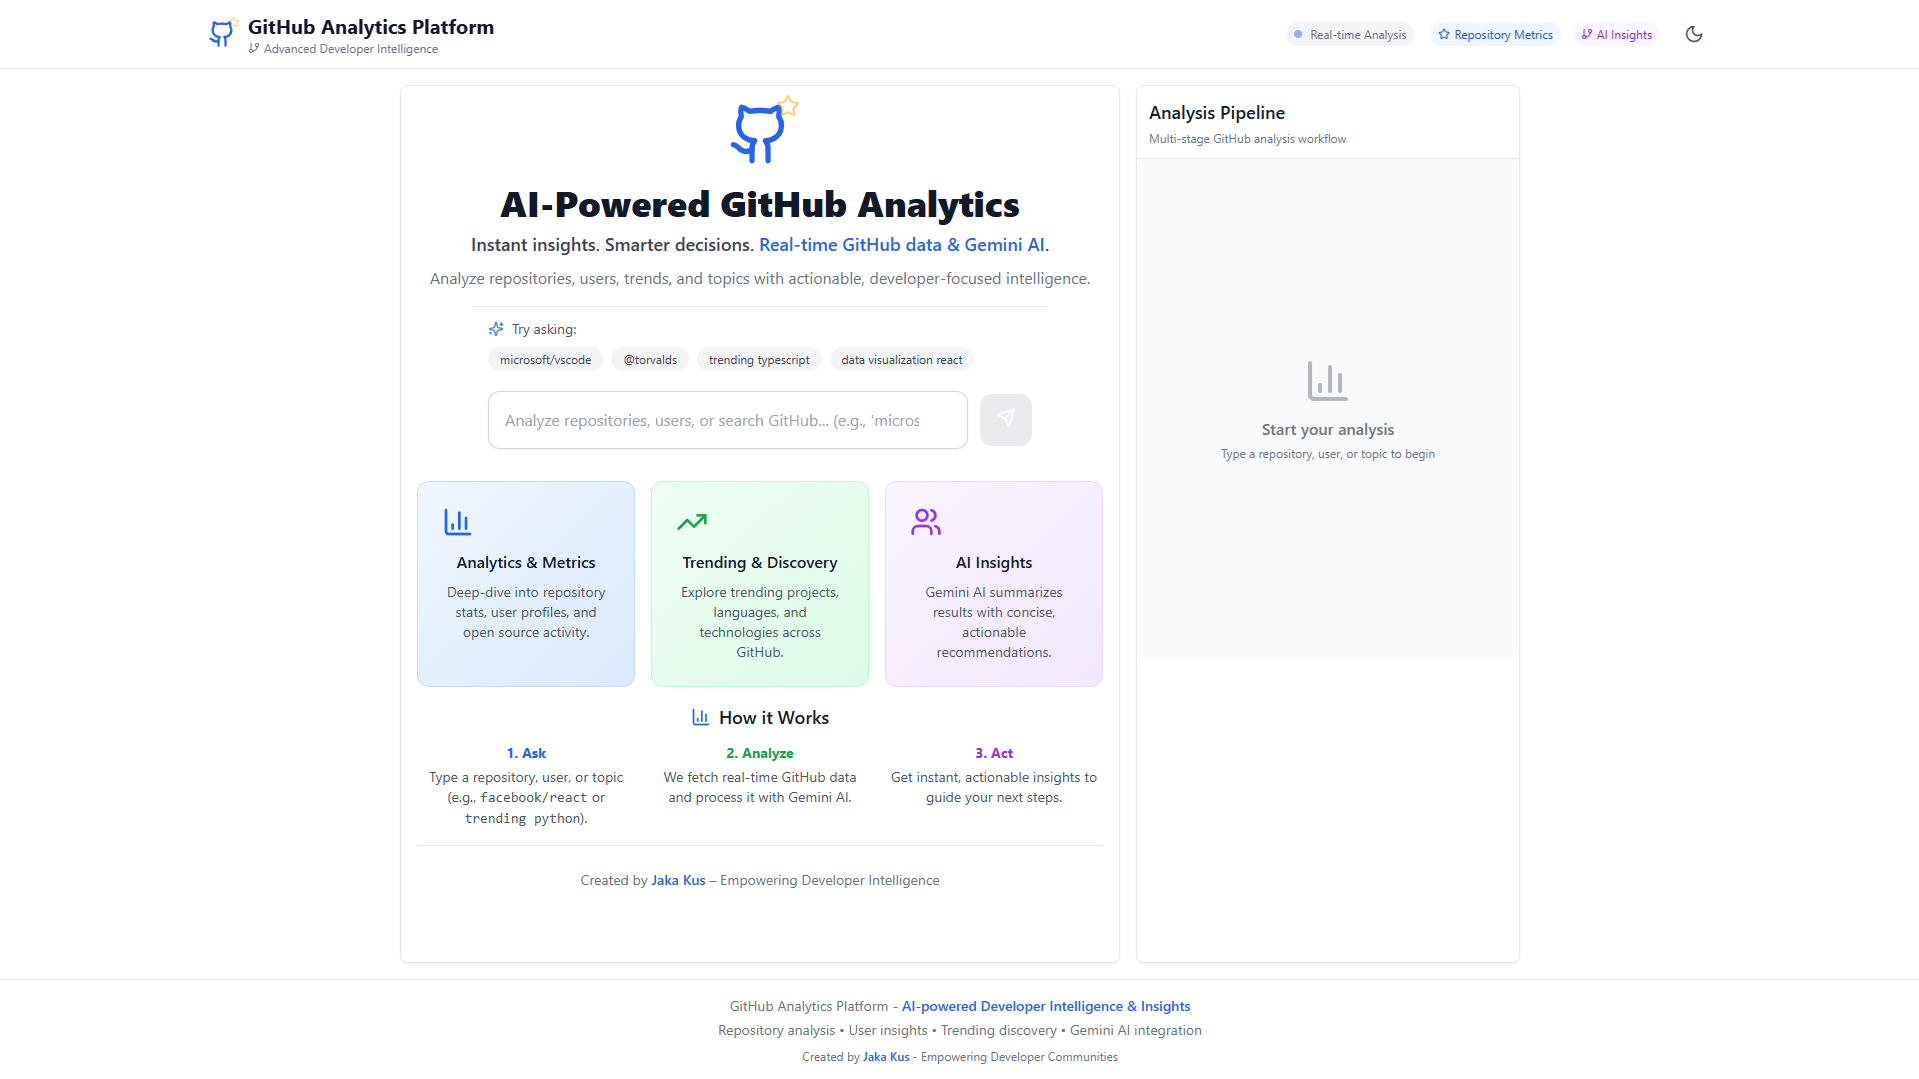 GitHub Analytics Platform
Advanced Developer Intelligence
Real-time Analysis
Repository Metrics
AI Insights
AI-Powered GitHub Analytics
Instant insights. Smarter decisions. Real-time GitHub data & Gemini AI.
Analyze repositories, users, trends, and topics with actionable, developer-focused intelligence.
Try asking:
microsoft/vscode
@torvalds
trending typescript
data visualization react
Analyze repositories, users, or search GitHub... (e.g., 'micros
Analytics & Metrics
Deep-dive into repository
stats, user profiles, and
open source activity.
Trending & Discovery
Explore trending projects,
languages, and
technologies across
GitHub.
AI Insights
Gemini AI summarizes
results with concise,
actionable
recommendations.
How it Works
1. Ask
Type a repository, user, or topic
(e.g., facebook/react or
trending python).
2. Analyze
We fetch real-time GitHub data
and process it with Gemini AI.
3. Act
Get instant, actionable insights to
guide your next steps.
Created by Jaka Kus – Empowering Developer Intelligence
Analysis Pipeline
Multi-stage GitHub analysis workflow
Start your analysis
Type a repository, user, or topic to begin
GitHub Analytics Platform - AI-powered Developer Intelligence & Insights
Repository analysis • User insights • Trending discovery • Gemini AI integration
Created by Jaka Kus - Empowering Developer Communities